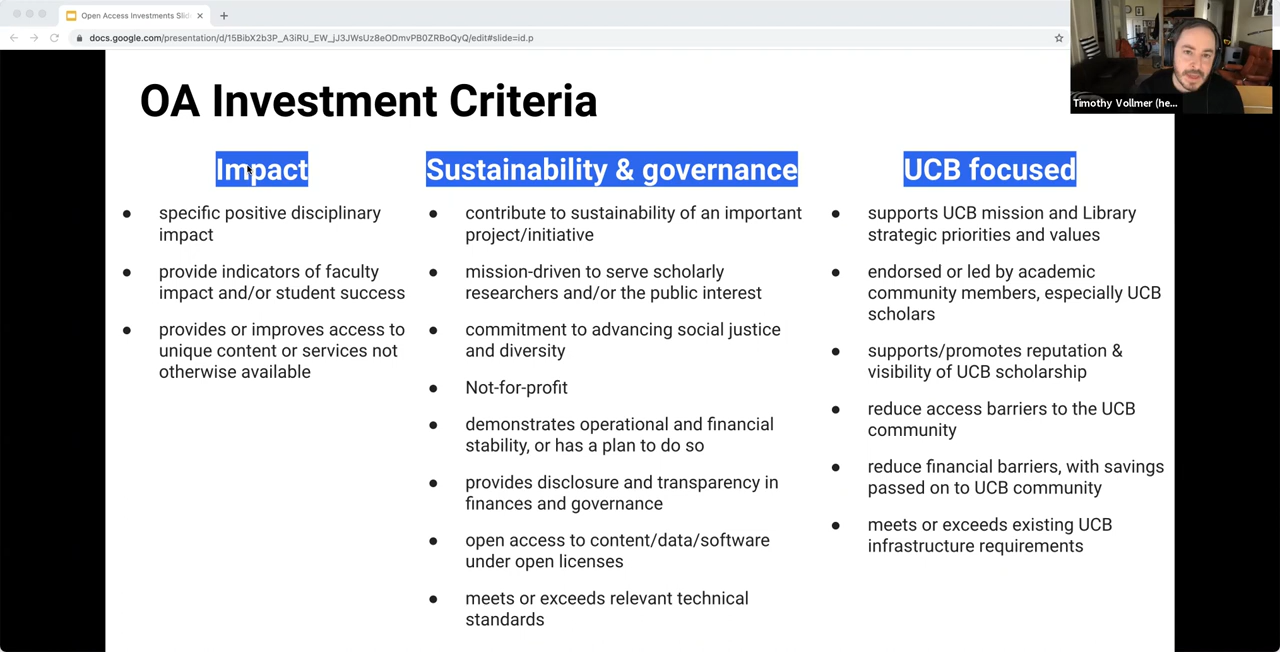 Open Access Investments Slid
docs.google.com/presentation/d/15BibX2b3P_A3iRU_EW_jJ3JWsUz8eODmvPB0ZRBoQyQ/edit#slide=id.p
Timothy Vollmer (he...
OA Investment Criteria
Impact
● specific positive disciplinary
impact
● provide indicators of faculty
impact and/or student success
● provides or improves access to
unique content or services not
otherwise available
Sustainability & governance
● contribute to sustainability of an important
project/initiative
● mission-driven to serve scholarly
researchers and/or the public interest
● commitment to advancing social justice
and diversity
● Not-for-profit
● demonstrates operational and financial
stability, or has a plan to do so
● provides disclosure and transparency in
finances and governance
● open access to content/data/software
under open licenses
● meets or exceeds relevant technical
standards
UCB focused
● supports UCB mission and Library
strategic priorities and values
● endorsed or led by academic
community members, especially UCB
scholars
● supports/promotes reputation &
visibility of UCB scholarship
● reduce access barriers to the UCB
community
● reduce financial barriers, with savings
passed on to UCB community
● meets or exceeds existing UCB
infrastructure requirements